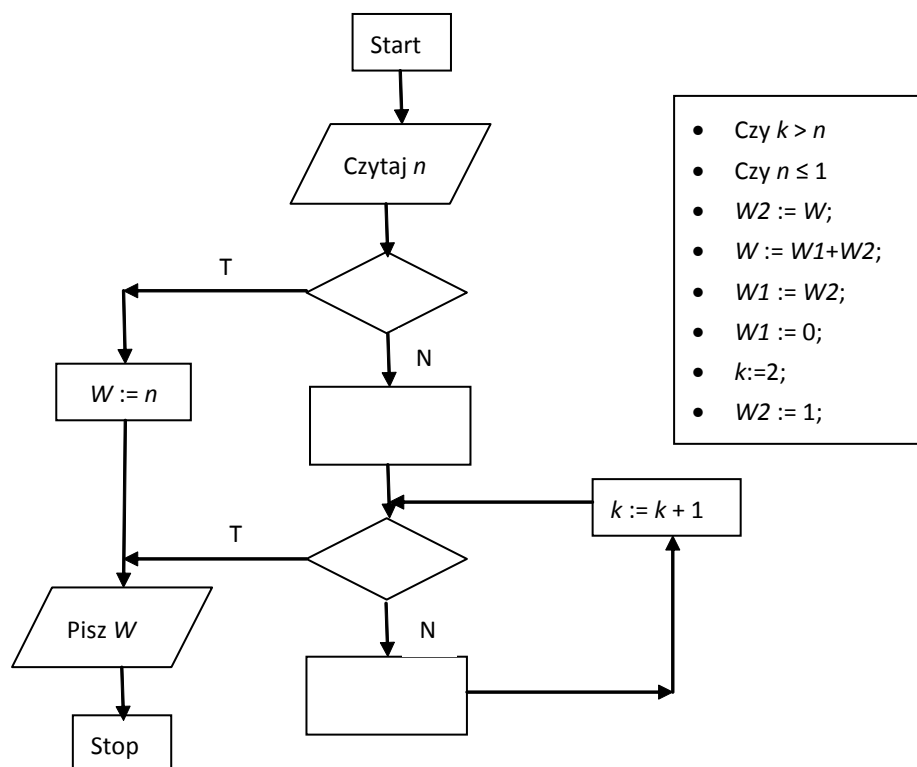 Start
Czytaj n
T
N
W := n
k := k + 1
T
N
Pisz W
Stop
• Czy k > n
• Czy n ≤ 1
• W2 := W;
• W := W1+W2;
• W1 := W2;
• W1 := 0;
• k:=2;
• W2 := 1;